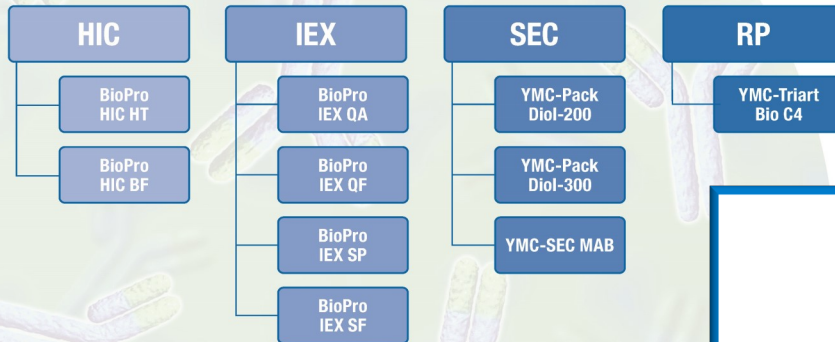 HIC
BioPro
HIC HT
BioPro
HIC BF
IEX
BioPro
IEX QA
BioPro
IEX QF
BioPro
IEX SP
BioPro
IEX SF
SEC
YMC-Pack
Diol-200
YMC-Pack
Diol-300
YMC-SEC MAB
RP
YMC-Triart
Bio C4